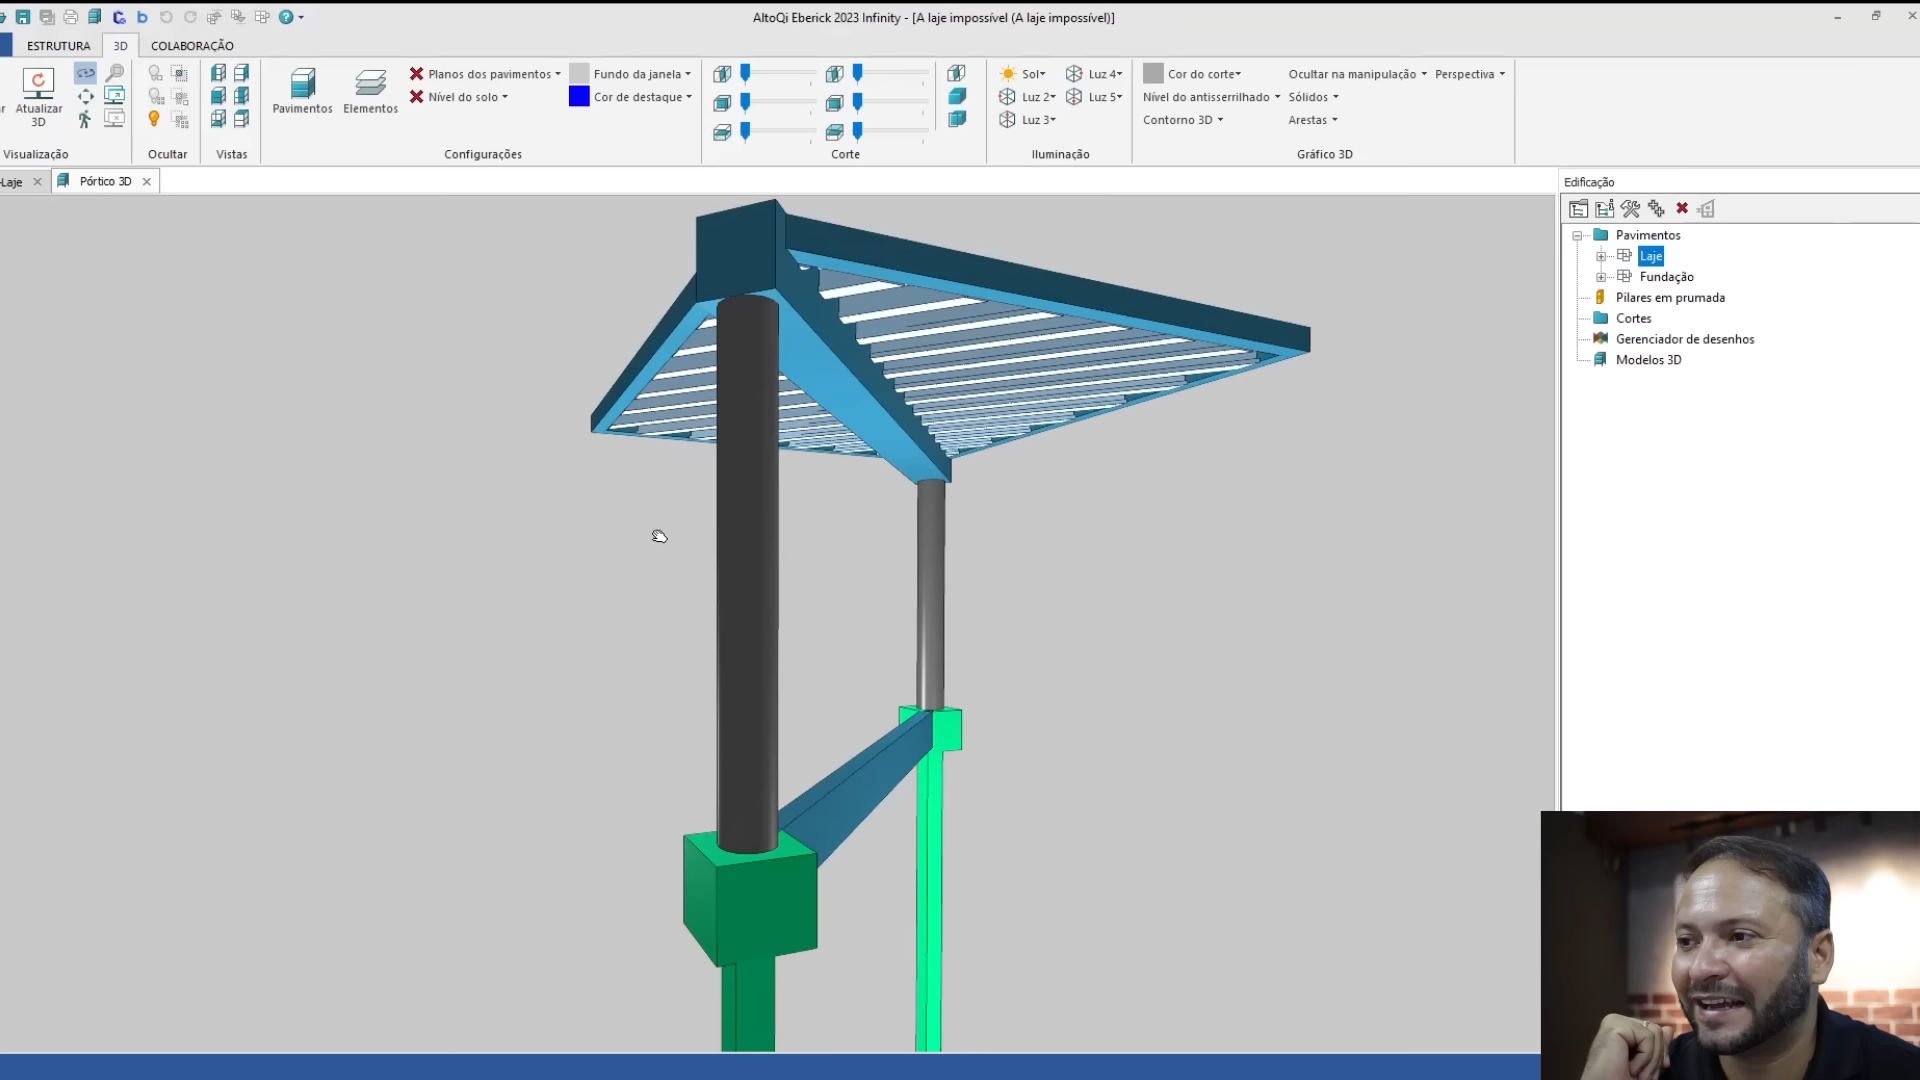 AltoQi Eberick 2023 Infinity - [A laje impossível (A laje impossível)]
ESTRUTURA 3D COLABORAÇÃO
Atualizar 3D
Visualização
Ocultar
Vistas
Pavimentos
Elementos
Planos dos pavimentos
Nível do solo
Fundo da janela
Cor de destaque
Configurações
Corte
Sol
Luz 2
Luz 3
Luz 4
Luz 5
Iluminação
Cor do corte
Nível do antisserrilhado
Contorno 3D
Ocultar na manipulação
Sólidos
Arestas
Perspectiva
Gráfico 3D
Laje
Pórtico 3D
Edificação
Pavimentos
Laje
Fundação
Pilares em prumada
Cortes
Gerenciador de desenhos
Modelos 3D